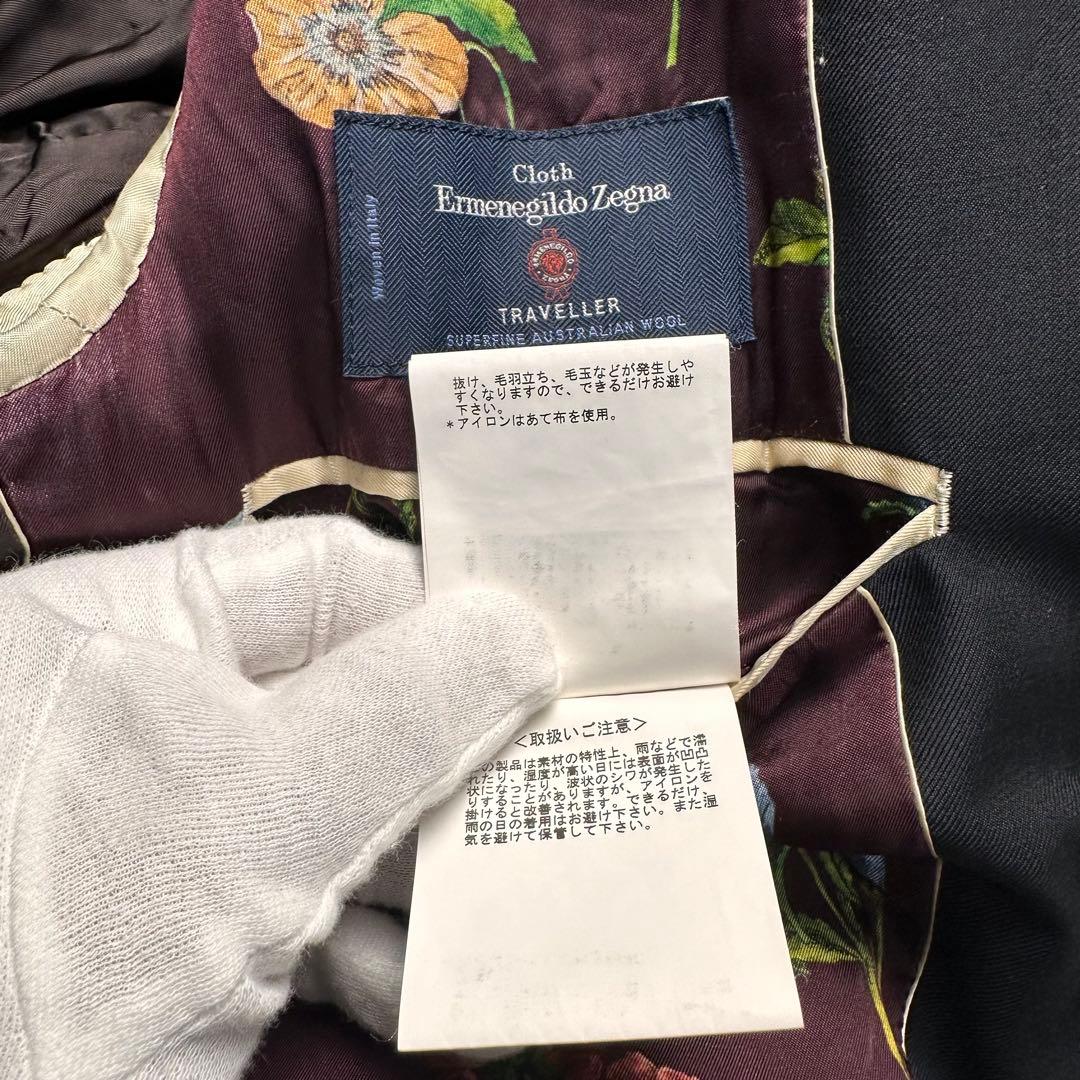 Cloth
Ermenegildo Zegna
Woven in Italy
ERMENEGILDO
TRAVELLER
SUPERFINE AUSTRALIAN WOOL
抜け、毛羽立ち、毛玉などが発生しや
すくなりますので、できるだけお避け
下さい。
*アイロンはあて布を使用。
<取扱いご注意>
の製品は素材の特性上、雨などで濡
れたり、湿度が高い日には表面が凹凸
状になったり、波状のシワが発生した
りすることがありますが、アイロンを
掛けると改善されます。できるだけ、
雨の日の着用はお避け下さい。また湿
気を避けて保管して下さい。